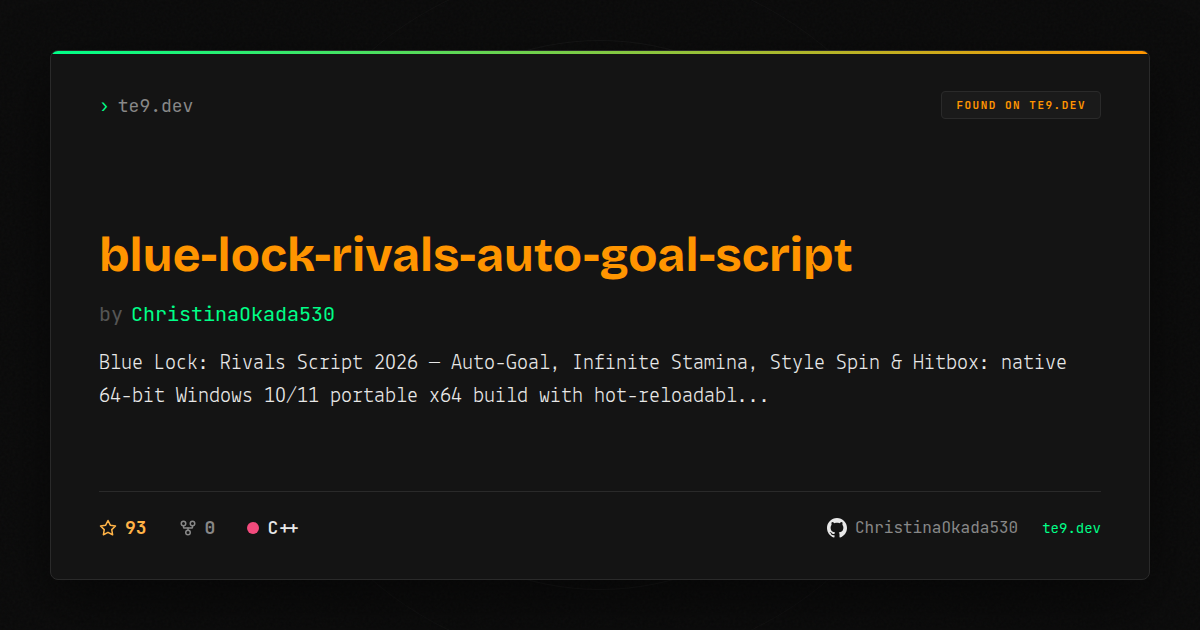 › te9.dev
FOUND ON TE9.DEV
blue-lock-rivals-auto-goal-script
by ChristinaOkada530
Blue Lock: Rivals Script 2026 — Auto-Goal, Infinite Stamina, Style Spin & Hitbox: native
64-bit Windows 10/11 portable x64 build with hot-reloadabl...
93 0 C++
ChristinaOkada530 te9.dev